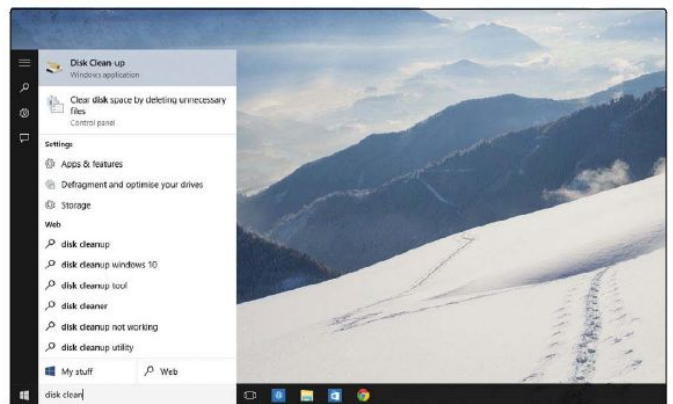 Disk Clean-up
Windows application
Clear disk space by deleting unnecessary
files
Control panel
Settings
Apps & features
Defragment and optimise your drives
Storage
Web
disk cleanup
disk cleanup windows 10
disk cleanup tool
disk cleaner
disk cleanup not working
disk cleanup utility
My stuff
Web
disk clean